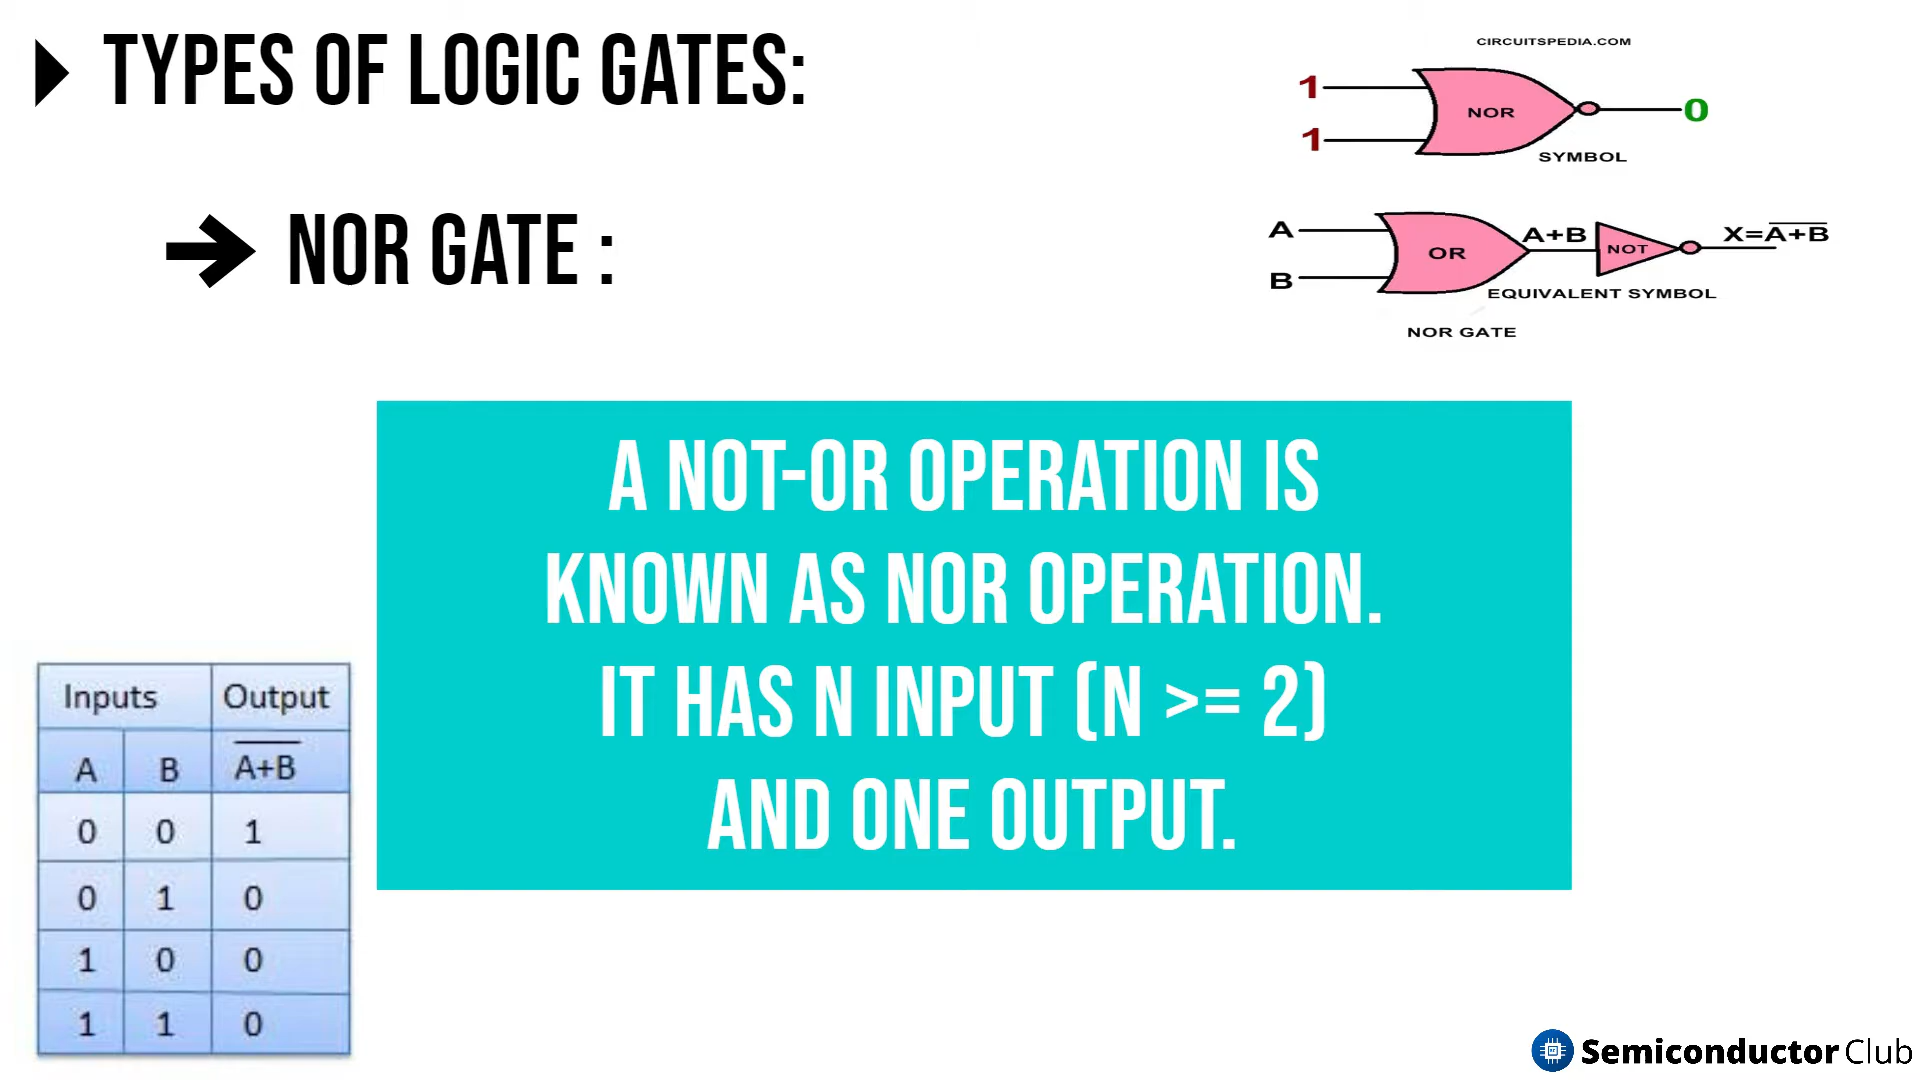 TYPES OF LOGIC GATES:
NOR GATE :
CIRCUITSPEDIA.COM
1
1
NOR
0
SYMBOL
A
B
OR
A+B
NOT
X=A̅+̅B̅
EQUIVALENT SYMBOL
NOR GATE
A NOT-OR OPERATION IS
KNOWN AS NOR OPERATION.
IT HAS N INPUT (N >= 2)
AND ONE OUTPUT.
Inputs Output
A B A̅+̅B̅
0 0 1
0 1 0
1 0 0
1 1 0
Semiconductor Club